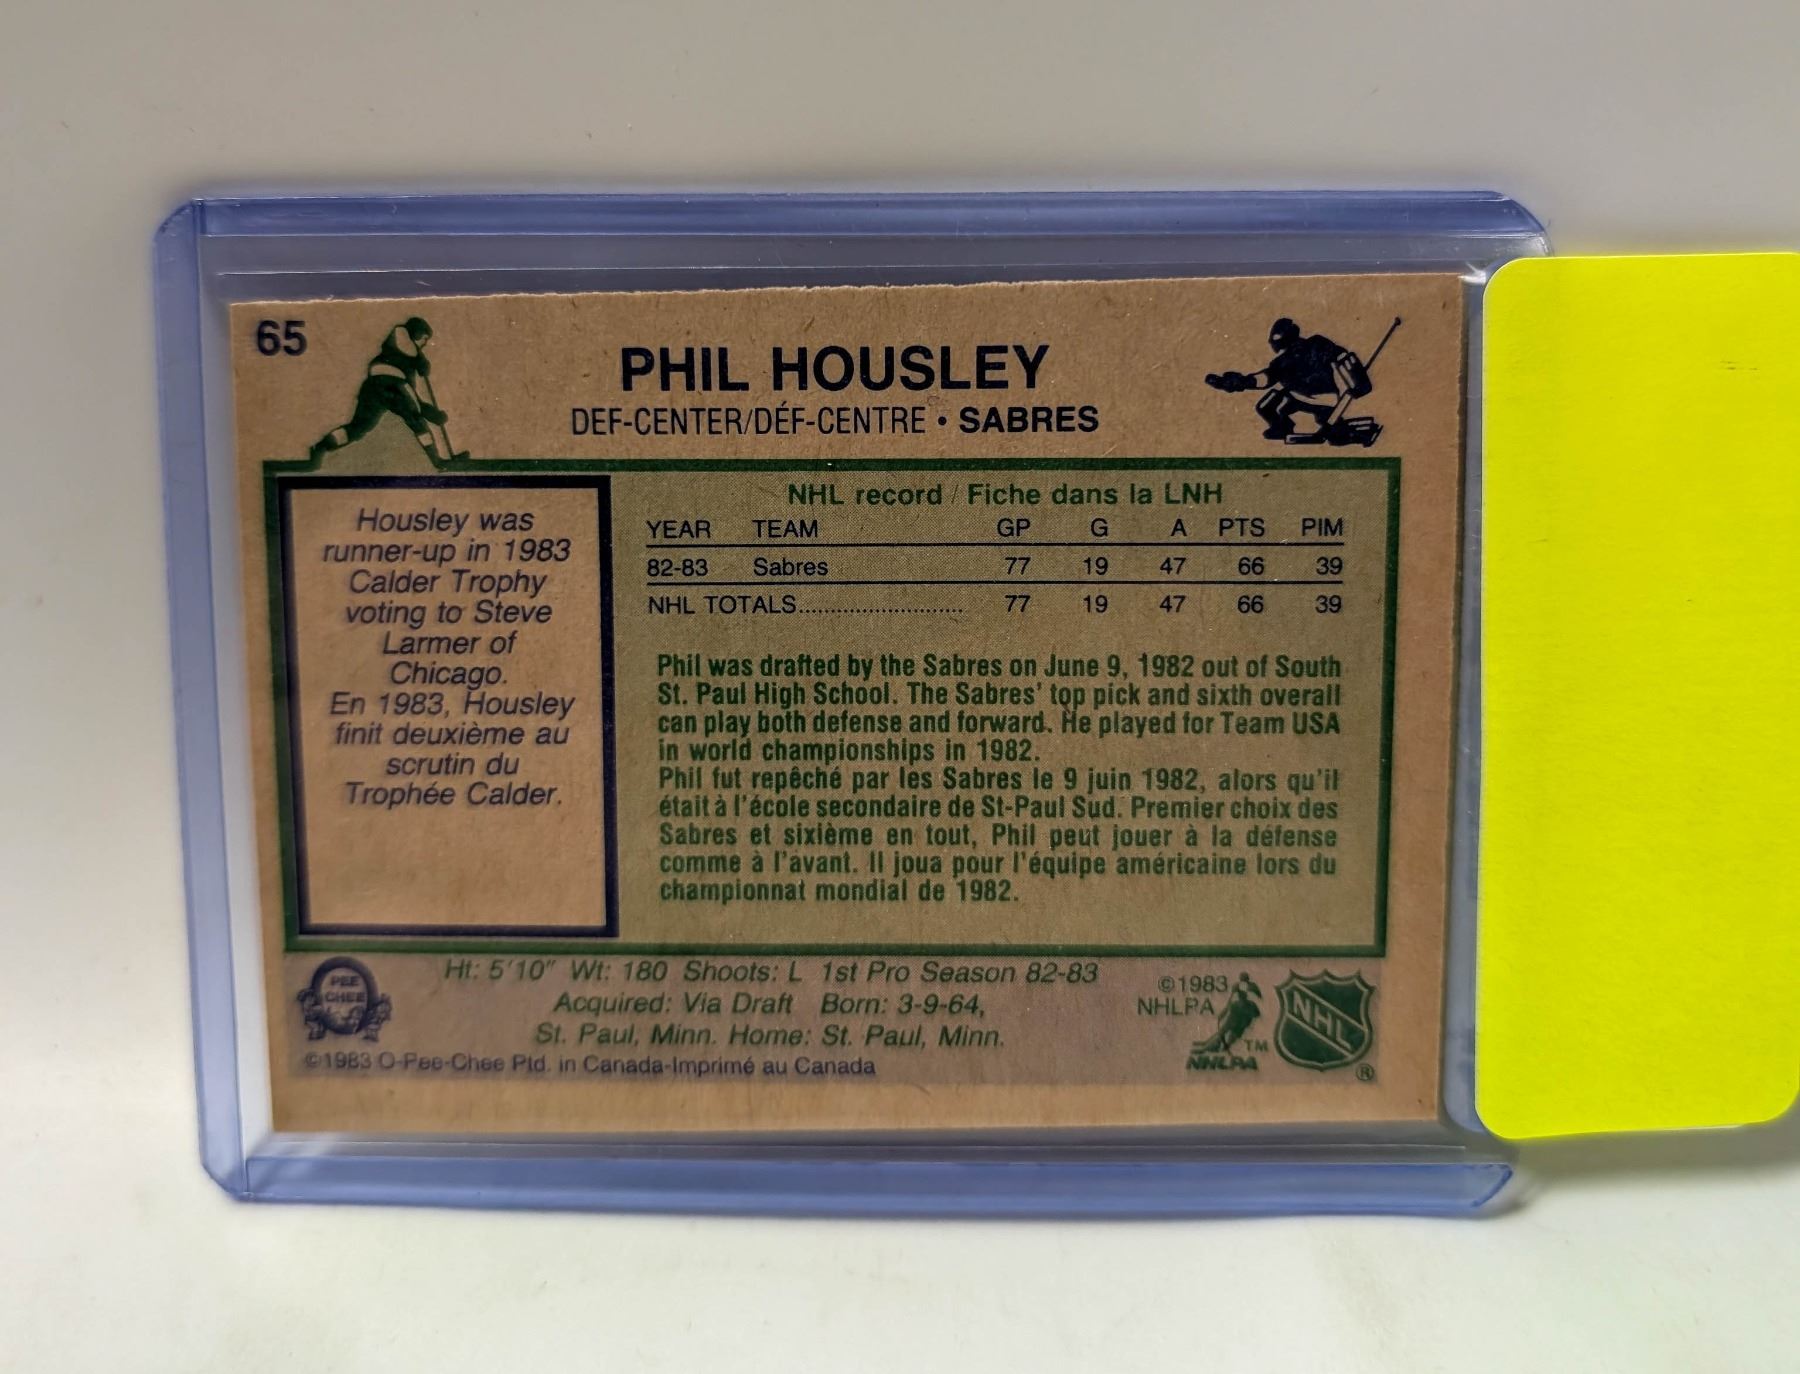 65
PHIL HOUSLEY
DEF-CENTER/DÉF-CENTRE • SABRES
Housley was
runner-up in 1983
Calder Trophy
voting to Steve
Larmer of
Chicago.
En 1983, Housley
finit deuxième au
scrutin du
Trophée Calder.
NHL record / Fiche dans la LNH
YEAR TEAM GP G A PTS PIM
82-83 Sabres 77 19 47 66 39
NHL TOTALS.......................... 77 19 47 66 39
Phil was drafted by the Sabres on June 9, 1982 out of South
St. Paul High School. The Sabres' top pick and sixth overall
can play both defense and forward. He played for Team USA
in world championships in 1982.
Phil fut repêché par les Sabres le 9 juin 1982, alors qu'il
était à l'école secondaire de St-Paul Sud. Premier choix des
Sabres et sixième en tout, Phil peut jouer à la défense
comme à l'avant. Il joua pour l'équipe américaine lors du
championnat mondial de 1982.
PEE
CHEE
Ht: 5'10" Wt: 180 Shoots: L 1st Pro Season 82-83
Acquired: Via Draft Born: 3-9-64,
St. Paul, Minn. Home: St. Paul, Minn.
©1983 O-Pee-Chee Ptd. in Canada-Imprimé au Canada
©1983
NHLPA
TM
NHLPA
NHL
®